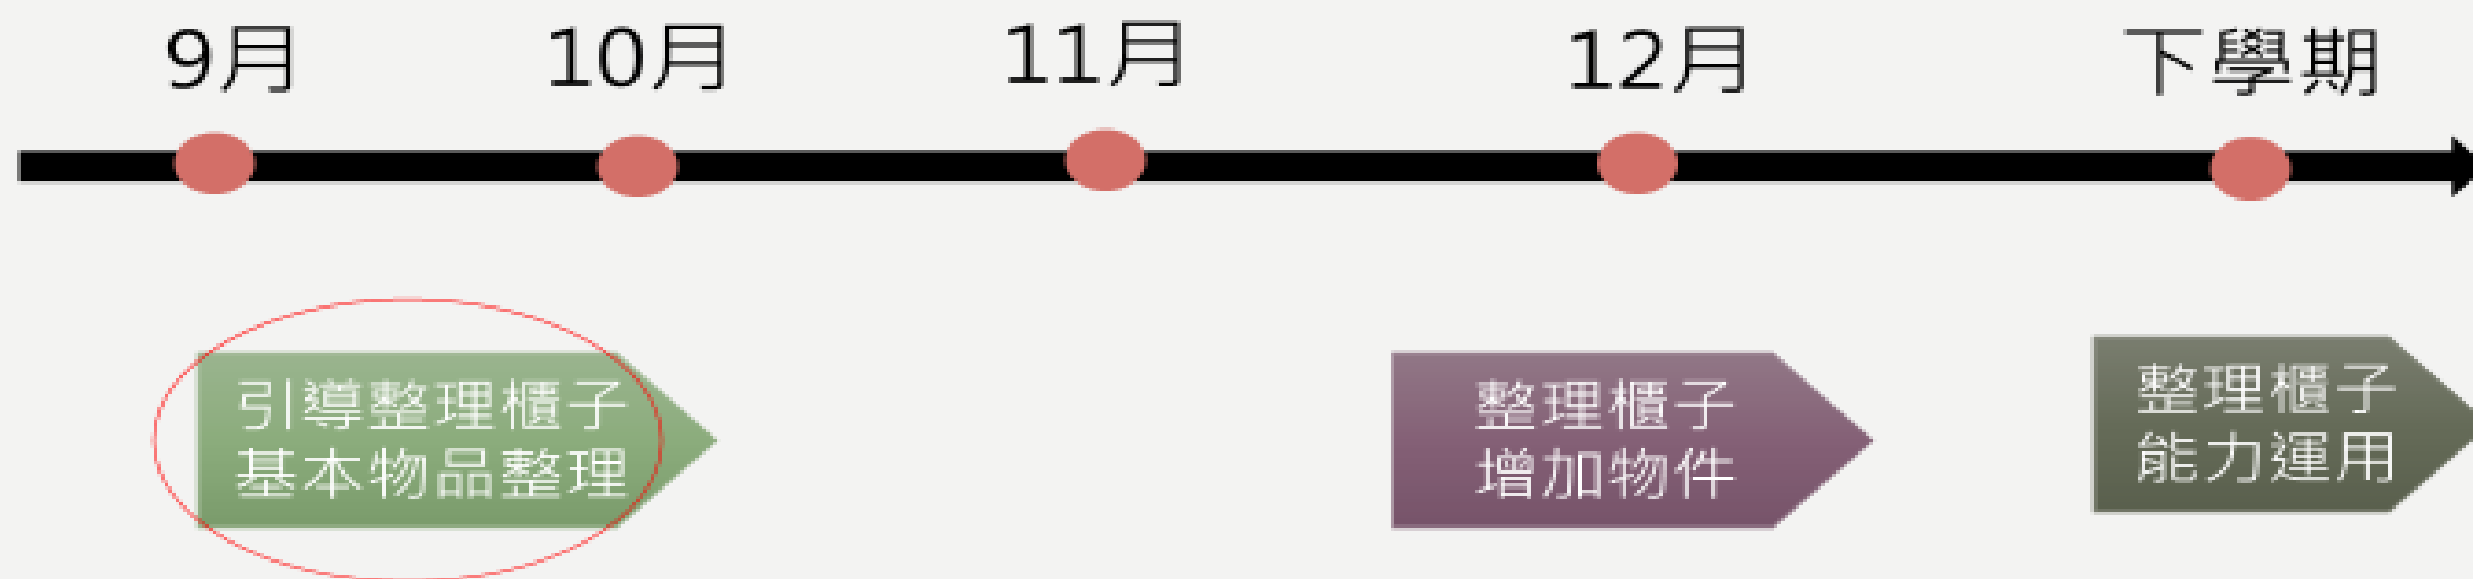 9月
10月
11月
12月
下學期
引導整理櫃子
基本物品整理
整理櫃子
增加物件
整理櫃子
能力運用